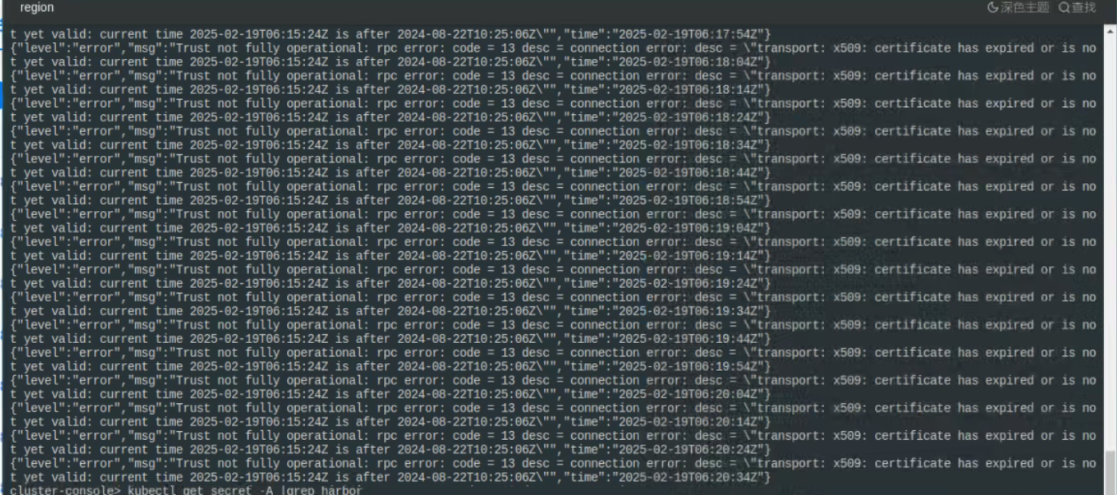 region
深色主题 查找
t yet valid: current time 2025-02-19T06:15:24Z is after 2024-08-22T10:25:06Z\"","time":"2025-02-19T06:17:54Z"}
{"level":"error","msg":"Trust not fully operational: rpc error: code = 13 desc = connection error: desc = \"transport: x509: certificate has expired or is no
t yet valid: current time 2025-02-19T06:15:24Z is after 2024-08-22T10:25:06Z\"","time":"2025-02-19T06:18:04Z"}
{"level":"error","msg":"Trust not fully operational: rpc error: code = 13 desc = connection error: desc = \"transport: x509: certificate has expired or is no
t yet valid: current time 2025-02-19T06:15:24Z is after 2024-08-22T10:25:06Z\"","time":"2025-02-19T06:18:14Z"}
{"level":"error","msg":"Trust not fully operational: rpc error: code = 13 desc = connection error: desc = \"transport: x509: certificate has expired or is no
t yet valid: current time 2025-02-19T06:15:24Z is after 2024-08-22T10:25:06Z\"","time":"2025-02-19T06:18:24Z"}
{"level":"error","msg":"Trust not fully operational: rpc error: code = 13 desc = connection error: desc = \"transport: x509: certificate has expired or is no
t yet valid: current time 2025-02-19T06:15:24Z is after 2024-08-22T10:25:06Z\"","time":"2025-02-19T06:18:34Z"}
{"level":"error","msg":"Trust not fully operational: rpc error: code = 13 desc = connection error: desc = \"transport: x509: certificate has expired or is no
t yet valid: current time 2025-02-19T06:15:24Z is after 2024-08-22T10:25:06Z\"","time":"2025-02-19T06:18:44Z"}
{"level":"error","msg":"Trust not fully operational: rpc error: code = 13 desc = connection error: desc = \"transport: x509: certificate has expired or is no
t yet valid: current time 2025-02-19T06:15:24Z is after 2024-08-22T10:25:06Z\"","time":"2025-02-19T06:18:54Z"}
{"level":"error","msg":"Trust not fully operational: rpc error: code = 13 desc = connection error: desc = \"transport: x509: certificate has expired or is no
t yet valid: current time 2025-02-19T06:15:24Z is after 2024-08-22T10:25:06Z\"","time":"2025-02-19T06:19:04Z"}
{"level":"error","msg":"Trust not fully operational: rpc error: code = 13 desc = connection error: desc = \"transport: x509: certificate has expired or is no
t yet valid: current time 2025-02-19T06:15:24Z is after 2024-08-22T10:25:06Z\"","time":"2025-02-19T06:19:14Z"}
{"level":"error","msg":"Trust not fully operational: rpc error: code = 13 desc = connection error: desc = \"transport: x509: certificate has expired or is no
t yet valid: current time 2025-02-19T06:15:24Z is after 2024-08-22T10:25:06Z\"","time":"2025-02-19T06:19:24Z"}
{"level":"error","msg":"Trust not fully operational: rpc error: code = 13 desc = connection error: desc = \"transport: x509: certificate has expired or is no
t yet valid: current time 2025-02-19T06:15:24Z is after 2024-08-22T10:25:06Z\"","time":"2025-02-19T06:19:34Z"}
{"level":"error","msg":"Trust not fully operational: rpc error: code = 13 desc = connection error: desc = \"transport: x509: certificate has expired or is no
t yet valid: current time 2025-02-19T06:15:24Z is after 2024-08-22T10:25:06Z\"","time":"2025-02-19T06:19:44Z"}
{"level":"error","msg":"Trust not fully operational: rpc error: code = 13 desc = connection error: desc = \"transport: x509: certificate has expired or is no
t yet valid: current time 2025-02-19T06:15:24Z is after 2024-08-22T10:25:06Z\"","time":"2025-02-19T06:19:54Z"}
{"level":"error","msg":"Trust not fully operational: rpc error: code = 13 desc = connection error: desc = \"transport: x509: certificate has expired or is no
t yet valid: current time 2025-02-19T06:15:24Z is after 2024-08-22T10:25:06Z\"","time":"2025-02-19T06:20:04Z"}
{"level":"error","msg":"Trust not fully operational: rpc error: code = 13 desc = connection error: desc = \"transport: x509: certificate has expired or is no
t yet valid: current time 2025-02-19T06:15:24Z is after 2024-08-22T10:25:06Z\"","time":"2025-02-19T06:20:14Z"}
{"level":"error","msg":"Trust not fully operational: rpc error: code = 13 desc = connection error: desc = \"transport: x509: certificate has expired or is no
t yet valid: current time 2025-02-19T06:15:24Z is after 2024-08-22T10:25:06Z\"","time":"2025-02-19T06:20:24Z"}
{"level":"error","msg":"Trust not fully operational: rpc error: code = 13 desc = connection error: desc = \"transport: x509: certificate has expired or is no
t yet valid: current time 2025-02-19T06:15:24Z is after 2024-08-22T10:25:06Z\"","time":"2025-02-19T06:20:34Z"}
cluster-console> kubectl get secret -A |grep harbor